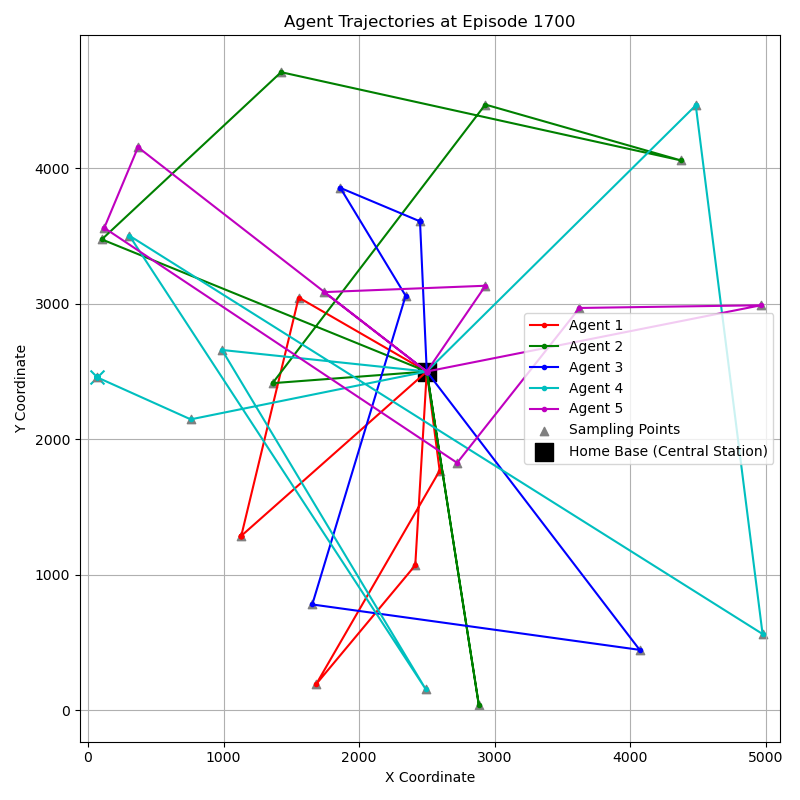 Agent Trajectories at Episode 1700
Y Coordinate
4000
3000
2000
1000
0
Agent 1
Agent 2
Agent 3
Agent 4
Agent 5
Sampling Points
Home Base (Central Station)
0 1000 2000 3000 4000 5000
X Coordinate